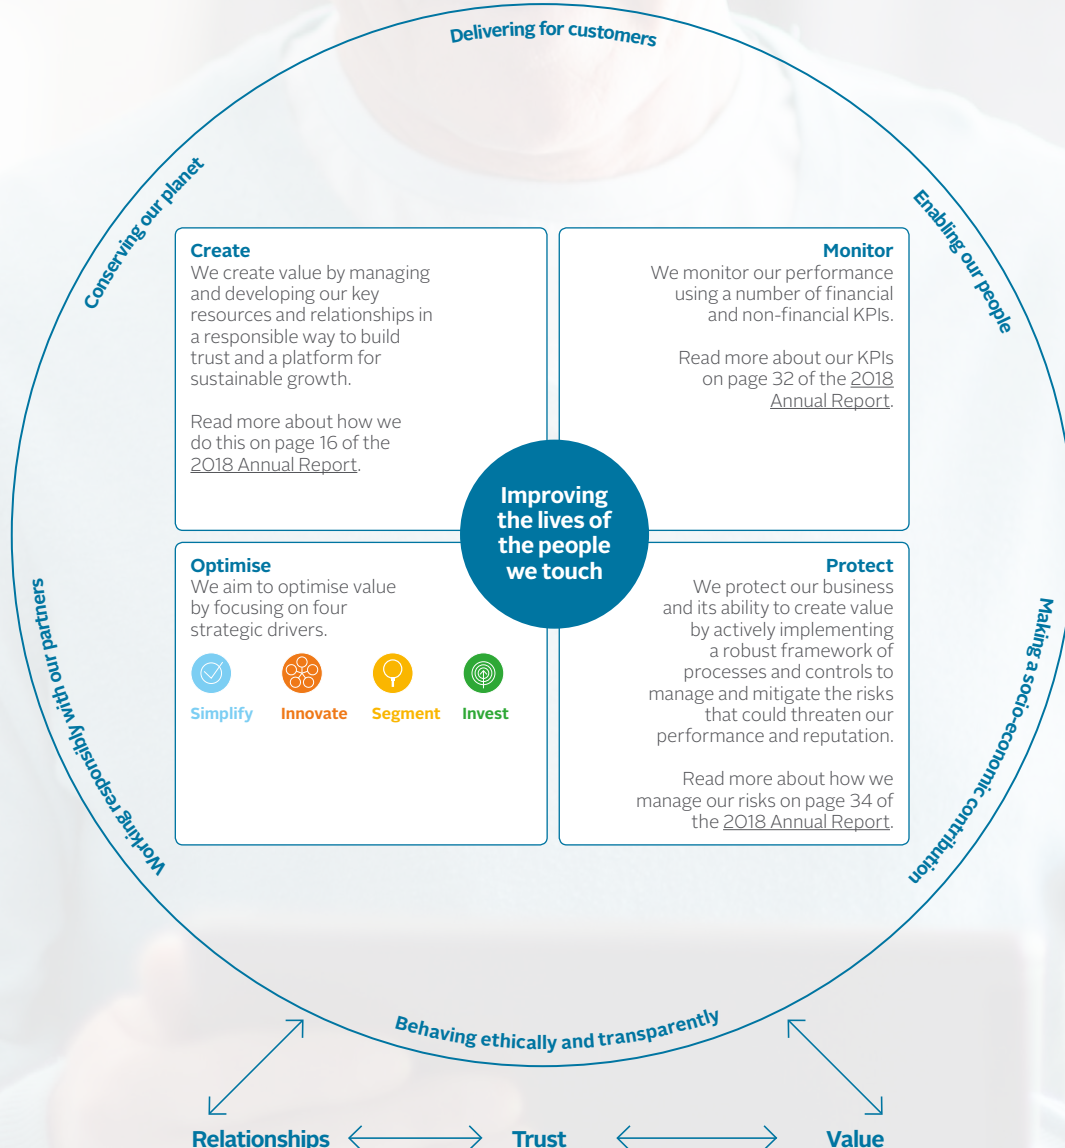 Delivering for customers
Conserving our planet
Enabling our people
Create
We create value by managing
and developing our key
resources and relationships in
a responsible way to build
trust and a platform for
sustainable growth.
Read more about how we
do this on page 16 of the
2018 Annual Report.
Monitor
We monitor our performance
using a number of financial
and non-financial KPIs.
Read more about our KPIs
on page 32 of the 2018
Annual Report.
Improving
the lives of
the people
we touch
Optimise
We aim to optimise value
by focusing on four
strategic drivers.
Simplify
Innovate
Segment
Invest
Protect
We protect our business
and its ability to create value
by actively implementing
a robust framework of
processes and controls to
manage and mitigate the risks
that could threaten our
performance and reputation.
Read more about how we
manage our risks on page 34 of
the 2018 Annual Report.
Working responsibly with our partners
Making a socio-economic contribution
Behaving ethically and transparently
Relationships
Trust
Value